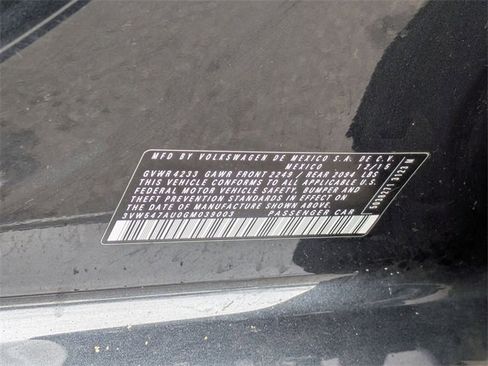 MFD BY VOLKSWAGEN DE MEXICO S.A. DE C.V.
MEXICO 12/15
GVWR 4233 GAWR FRONT 2249 / REAR 2094 LBS
THIS VEHICLE CONFORMS TO ALL APPLICABLE U.S.
FEDERAL MOTOR VEHICLE SAFETY, BUMPER AND
THEFT PREVENTION STANDARDS IN EFFECT ON
THE DATE OF MANUFACTURE SHOWN ABOVE.
3VW547AU0GM039003 PASSENGER CAR